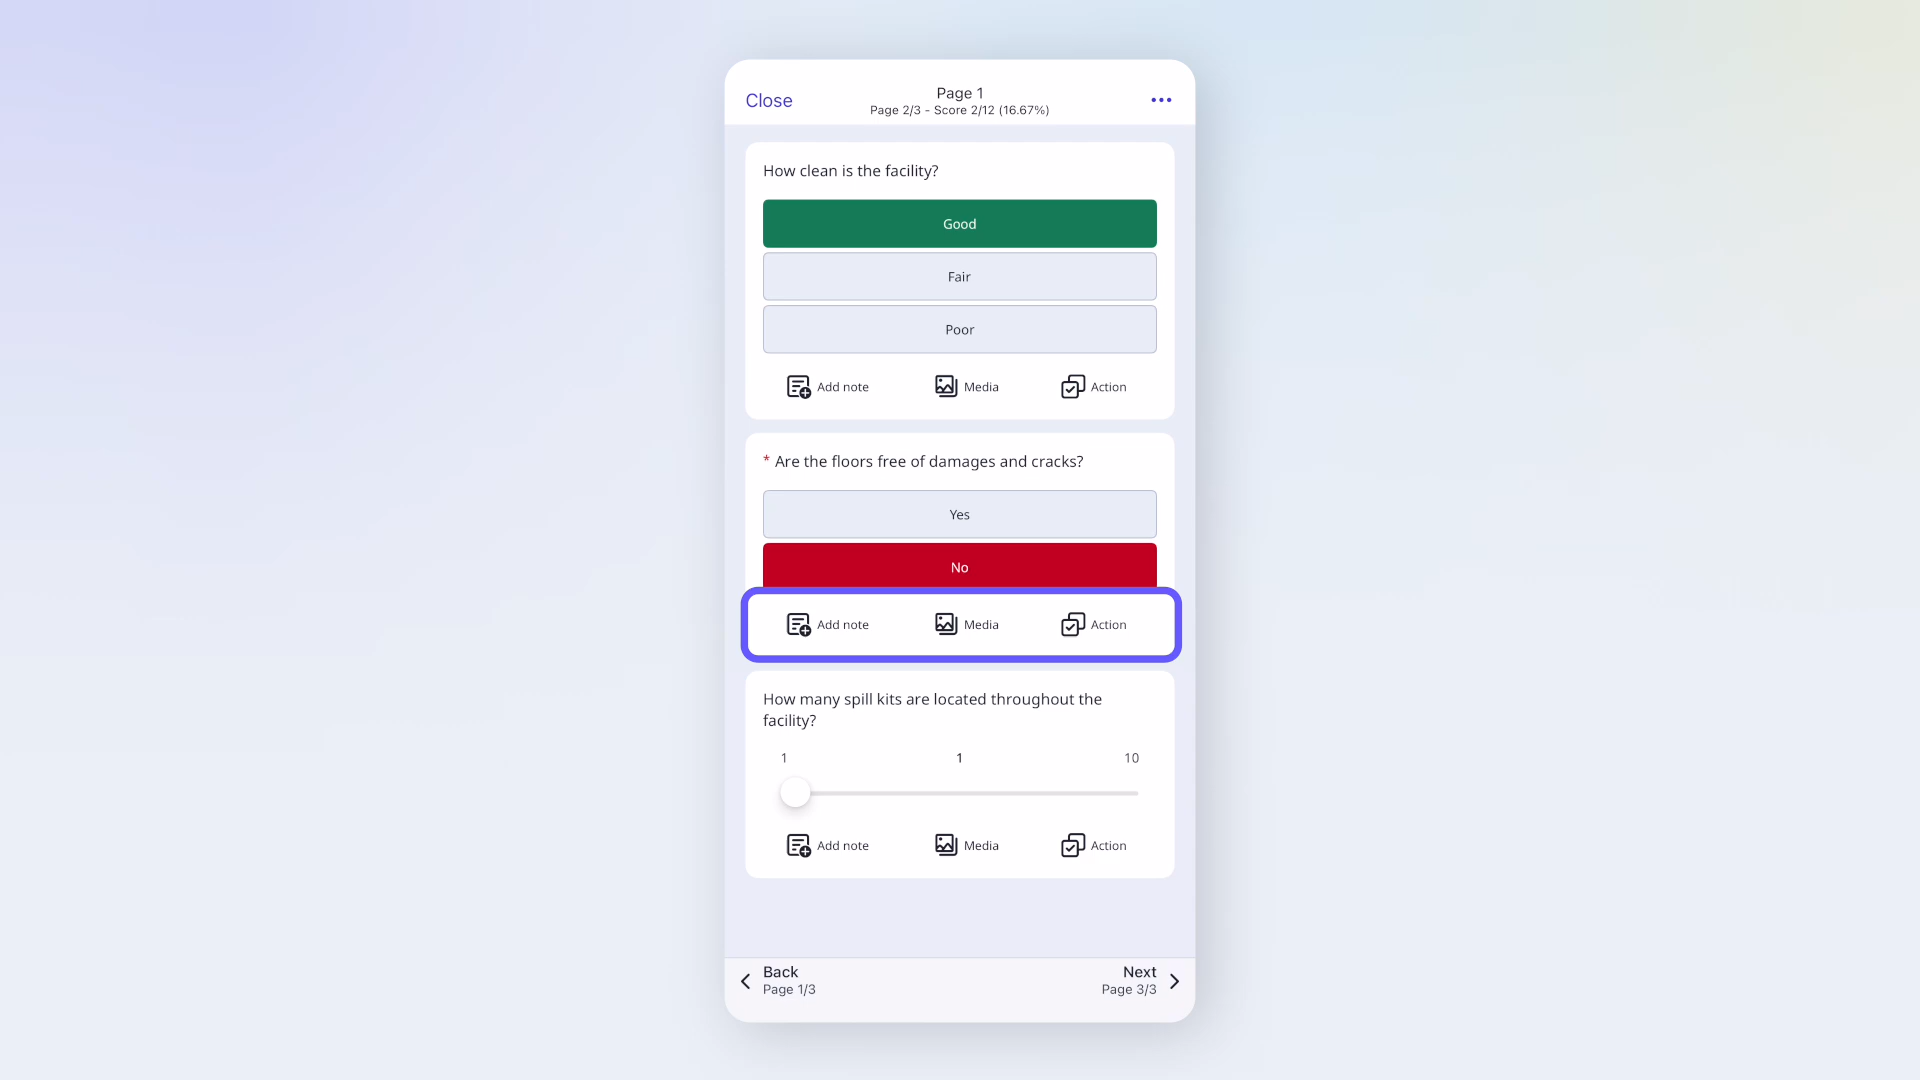 Close
Page 1
Page 2/3 - Score 2/12 (16.67%)
How clean is the facility?
Good
Fair
Poor
Add note Media Action
* Are the floors free of damages and cracks?
Yes
No
Add note Media Action
How many spill kits are located throughout the
facility?
1 1 10
Add note Media Action
Back Next
Page 1/3 Page 3/3